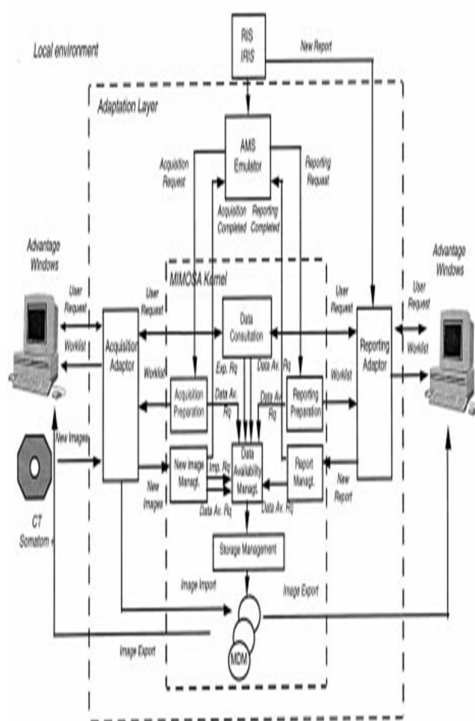 RIS
IRIS
New Report
Local environment
Adaptation Layer
AMS
Emulator
Acquisition
Request
Reporting
Request
Acquisition
Completed
Reporting
Completed
Advantage
Windows
Advantage
Windows
MIMOSA Kernel
User
Request
User
Request
User
Request
User
Request
Data
Consultation
Acquisition
Adaptor
Reporting
Adaptor
Worklist
Worklist
Exp. Rq
Data Av. Rq
Worklist
Worklist
Acquisition
Preparation
Data Av.
Rq
Data Av.
Rq
Reporting
Preparation
New Images
New Image
Managt.
Imp. Rq
Data
Availability
Managt.
Report
Managt.
New
Images
Data Av. Rq
Data Av. Rq
New
Report
CT
Somatom +
Storage Management
Image Import
Image Export
Image Export
MDM